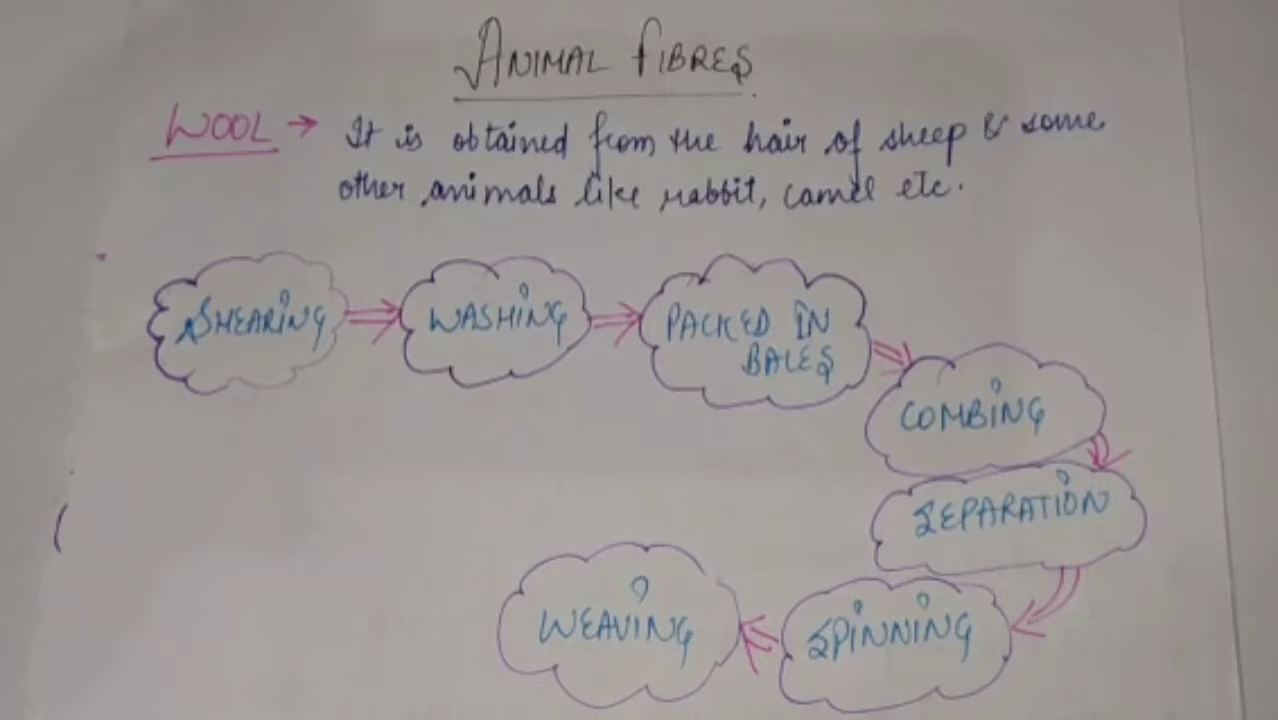 ANIMAL FIBRES
WOOL → It is obtained from the hair of sheep & some
other animals like rabbit, camel etc.
SHEARING
WASHING
PACKED IN
BALES
COMBING
SEPARATION
SPINNING
WEAVING